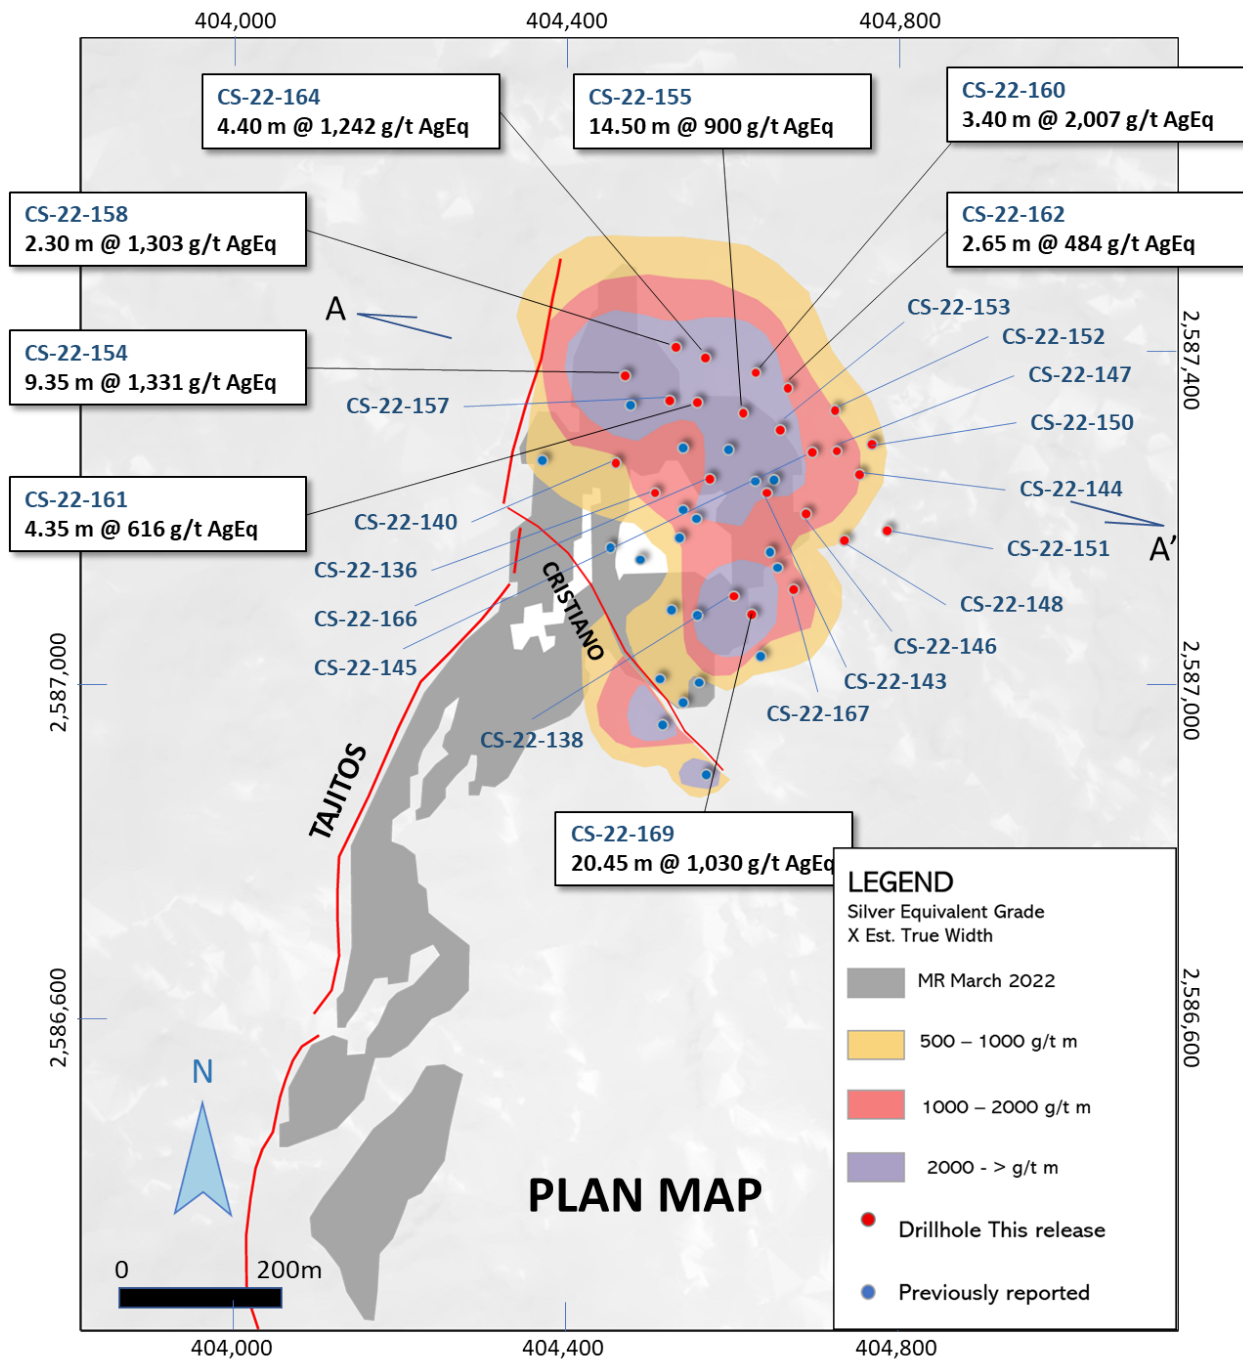 404,000
404,400
404,800
CS-22-164
4.40 m @ 1,242 g/t AgEq
CS-22-155
14.50 m @ 900 g/t AgEq
CS-22-160
3.40 m @ 2,007 g/t AgEq
CS-22-158
2.30 m @ 1,303 g/t AgEq
CS-22-162
2.65 m @ 484 g/t AgEq
A
CS-22-153
CS-22-152
2,587,400
CS-22-154
9.35 m @ 1,331 g/t AgEq
CS-22-147
CS-22-157
CS-22-150
CS-22-161
4.35 m @ 616 g/t AgEq
CS-22-144
CS-22-140
CS-22-151
A'
CS-22-136
CRISTIANO
CS-22-148
CS-22-166
CS-22-146
CS-22-145
CS-22-143
2,587,000
2,587,000
CS-22-167
CS-22-138
TAJITOS
CS-22-169
20.45 m @ 1,030 g/t AgEq
LEGEND
Silver Equivalent Grade
X Est. True Width
MR March 2022
500 – 1000 g/t m
1000 – 2000 g/t m
2000 - > g/t m
Drillhole This release
Previously reported
2,586,600
2,586,600
N
PLAN MAP
0
200m
404,000
404,400
404,800